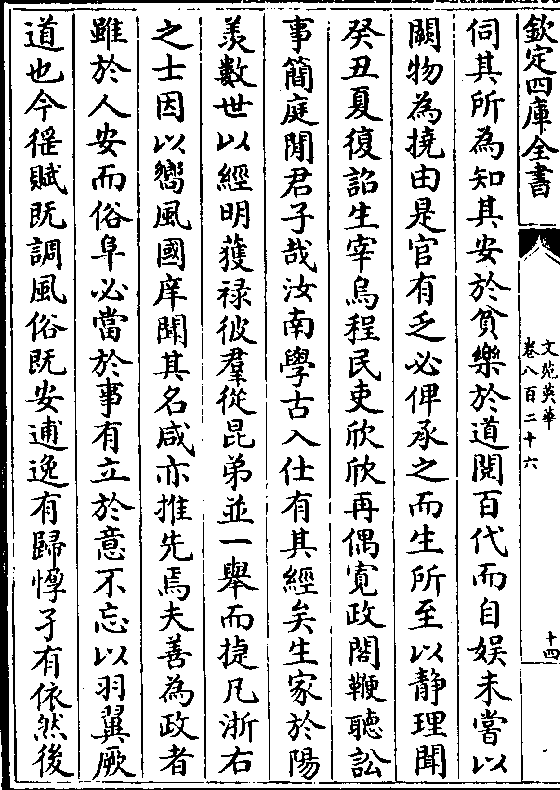 欽定四庫全書
文苑英華
卷八百二十六
十四
伺其所為知其安於貧樂於道閱百代而自娱未嘗以
闕物為撓由是官有乏必俾承之而生所至以静理聞
癸丑夏復詔生宰烏程民吏欣欣再偶寛政閣鞭聽訟
事簡庭閒君子哉汝南學古入仕有其經矣生家於陽
羡數世以經明獲禄彼羣從昆弟並一舉而捷凡浙右
之士因以嚮風國庠聞其名咸亦推先焉夫善為政者
雖於人安而俗阜必當於事有立於意不忘以羽翼厥
道也今徭賦既調風俗既安逋逸有歸惸孑有依然後